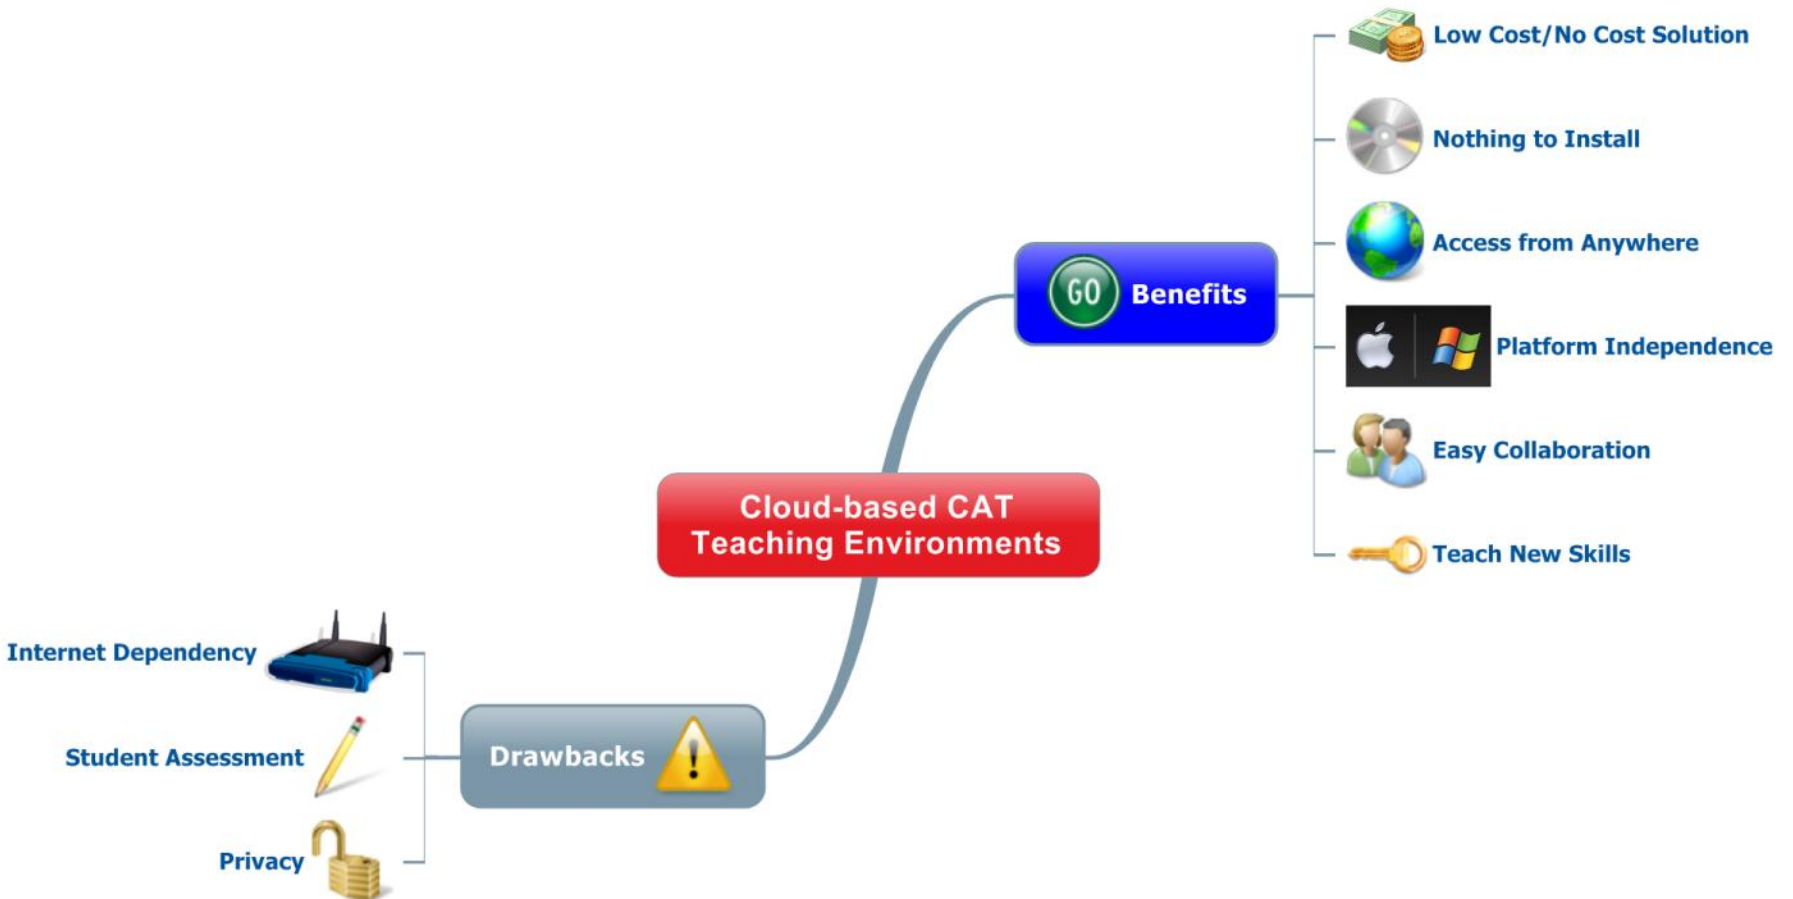 Low Cost/No Cost Solution
Nothing to Install
Access from Anywhere
GO Benefits
Platform Independence
Easy Collaboration
Teach New Skills
Cloud-based CAT
Teaching Environments
Internet Dependency
Student Assessment
Drawbacks
Privacy